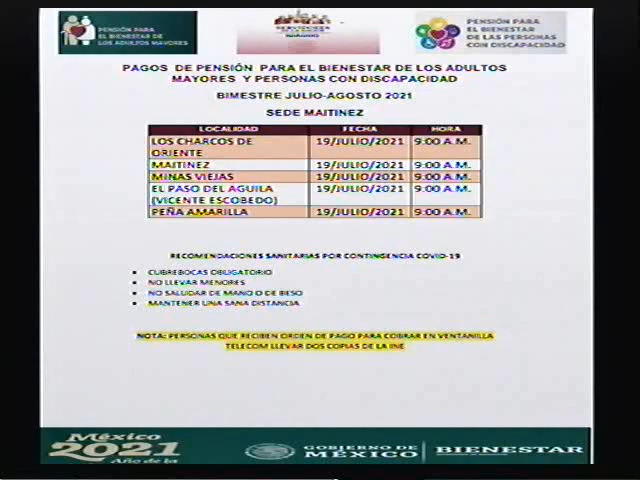 PENSIÓN PARA
EL BIENESTAR DE
LOS ADULTOS MAYORES
PENSIÓN PARA
EL BIENESTAR
DE LAS PERSONAS
CON DISCAPACIDAD
PAGOS DE PENSIÓN PARA EL BIENESTAR DE LOS ADULTOS
MAYORES Y PERSONAS CON DISCAPACIDAD
BIMESTRE JULIO-AGOSTO 2021
SEDE MAITINEZ
LOCALIDAD FECHA HORA
LOS CHARCOS DE ORIENTE 19/JULIO/2021 9:00 A.M.
MAITINEZ 19/JULIO/2021 9:00 A.M.
MINAS VIEJAS 19/JULIO/2021 9:00 A.M.
EL PASO DEL AGUILA (VICENTE ESCOBEDO) 19/JULIO/2021 9:00 A.M.
PEÑA AMARILLA 19/JULIO/2021 9:00 A.M.
RECOMENDACIONES SANITARIAS POR CONTINGENCIA COVID-19
CUBREBOCAS OBLIGATORIO
NO LLEVAR MENORES
NO SALUDAR DE MANO O DE BESO
MANTENER UNA SANA DISTANCIA
NOTA: PERSONAS QUE RECIBEN ORDEN DE PAGO PARA COBRAR EN VENTANILLA
TELECOM LLEVAR DOS COPIAS DE LA INE
México
2021
Año de la
GOBIERNO DE
MÉXICO
BIENESTAR